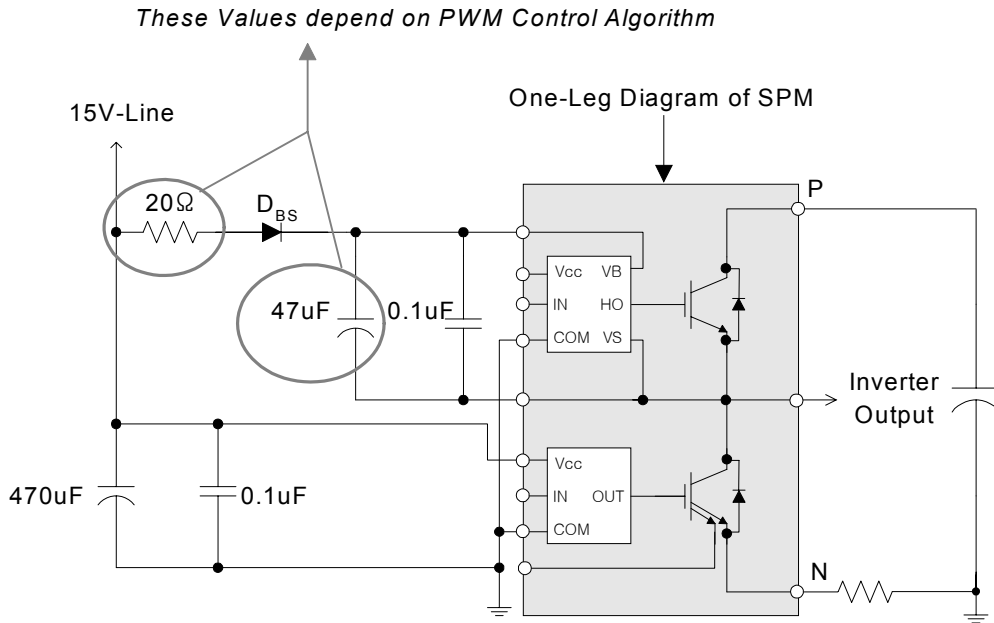 These Values depend on PWM Control Algorithm
One-Leg Diagram of SPM
15V-Line
P
20Ω
DBS
Vcc VB
IN HO
COM VS
47uF
0.1uF
Inverter
Output
Vcc
IN OUT
COM
470uF
0.1uF
N